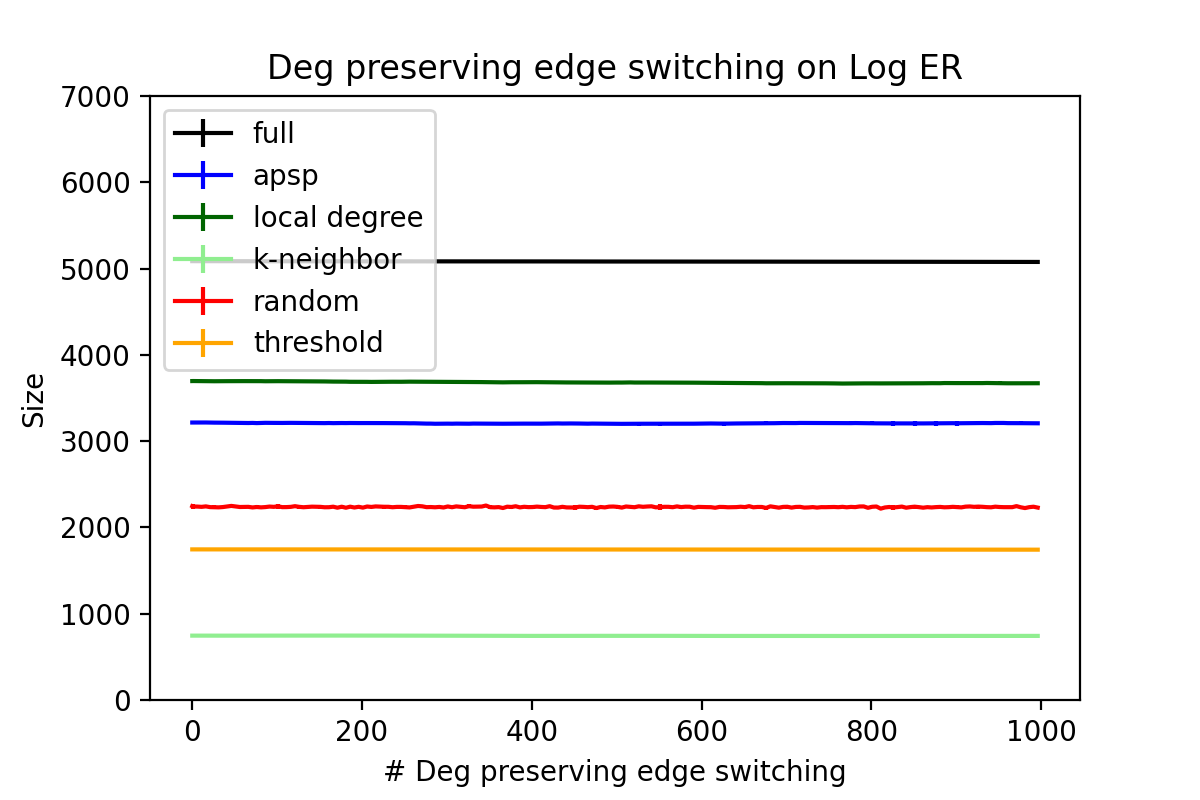 Deg preserving edge switching on Log ER
7000
6000
5000
4000
3000
2000
1000
0
Size
full
apsp
local degree
k-neighbor
random
threshold
0 200 400 600 800 1000
# Deg preserving edge switching